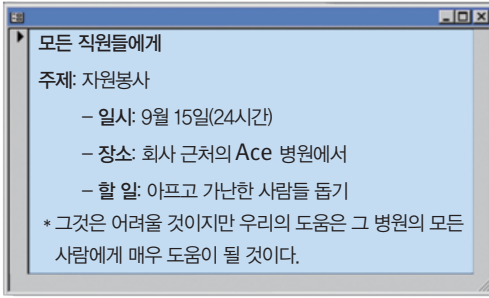 모든 직원들에게
주제: 자원봉사
– 일시: 9월 15일(24시간)
– 장소: 회사 근처의 Ace 병원에서
– 할 일: 아프고 가난한 사람들 돕기
* 그것은 어려울 것이지만 우리의 도움은 그 병원의 모든
사람에게 매우 도움이 될 것이다.